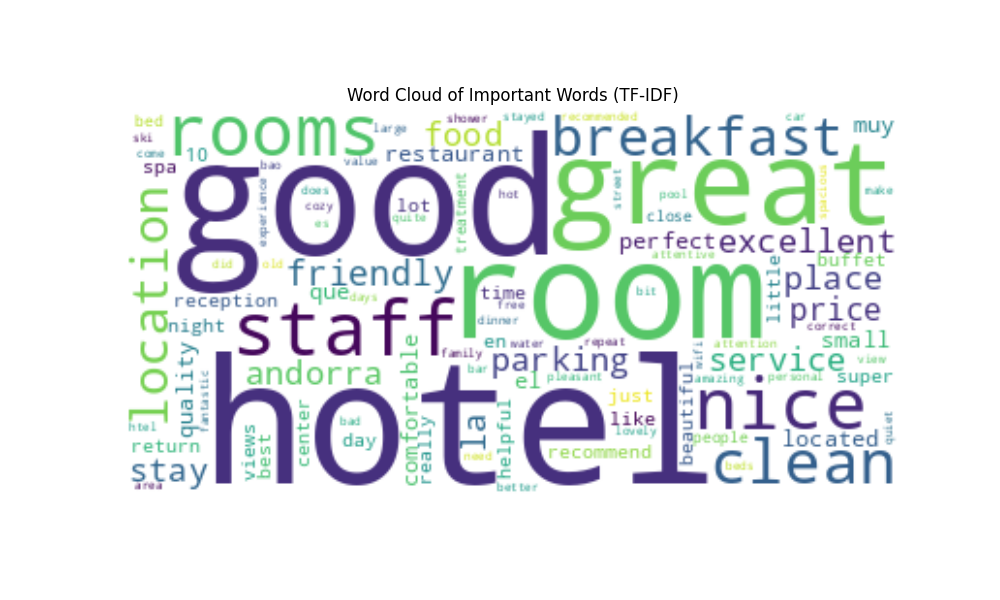 Word Cloud of Important Words (TF-IDF)
bed
ski
come
spa
10
rooms
large
value
bao
food
shower
stayed
recommended
restaurant
breakfast
car
muy
good
great
experience
does
cozy
es
lot
quite
treatment
hot
street
pool
close
spacious
make
location
did
old
friendly
perfect
excellent
attentive
buffet
room
bit
little
place
price
correct
reception
que
days
time
free
dinner
night
staff
en
water
repeat
small
family
parking
wifi
attention
service
view
quality
fantastic
andorra
comfortable
bar
el
pleasant
amazing
personal
super
hotel
just
like
lovely
beautiful
nice
quiet
htel
return
views
best
center
bad
day
really
la
need
helpful
recommend
people
located
stay
area
better
beds
clean